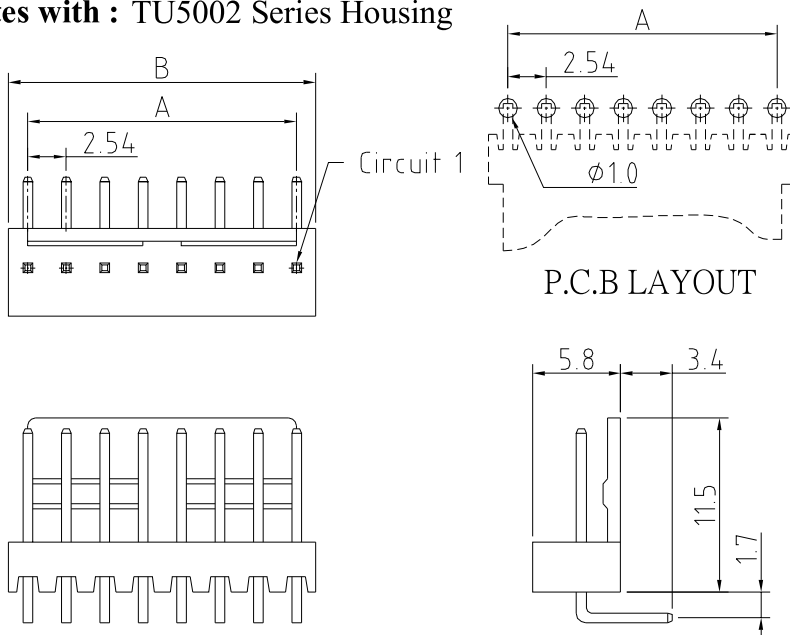 tes with : TU5002 Series Housing
A
2.54
B
A
2.54
Circuit 1
ϕ1.0
P.C.B LAYOUT
5.8
3.4
11.5
1.7